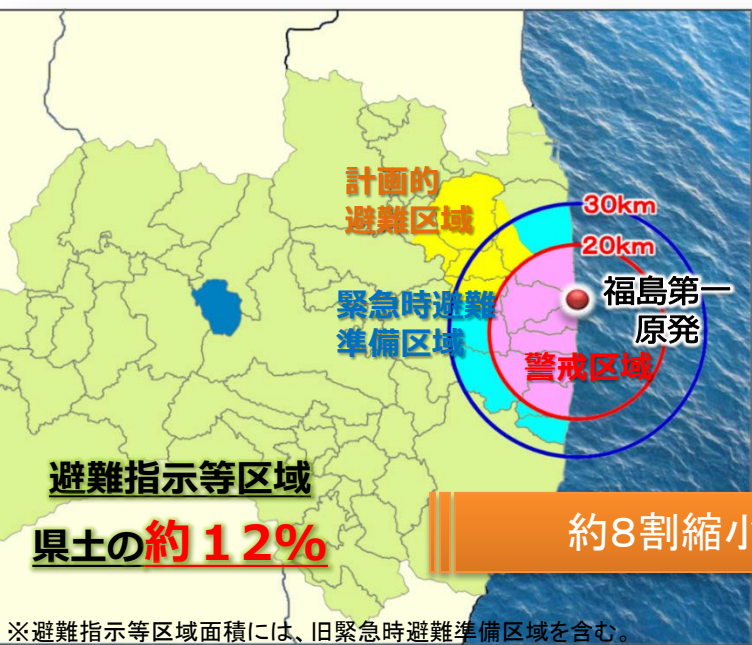 計画的
避難区域
30km
20km
福島第一
原発
緊急時避難
準備区域
警戒区域
避難指示等区域
県土の約12%
約8割縮小
※避難指示等区域面積には、旧緊急時避難準備区域を含む。